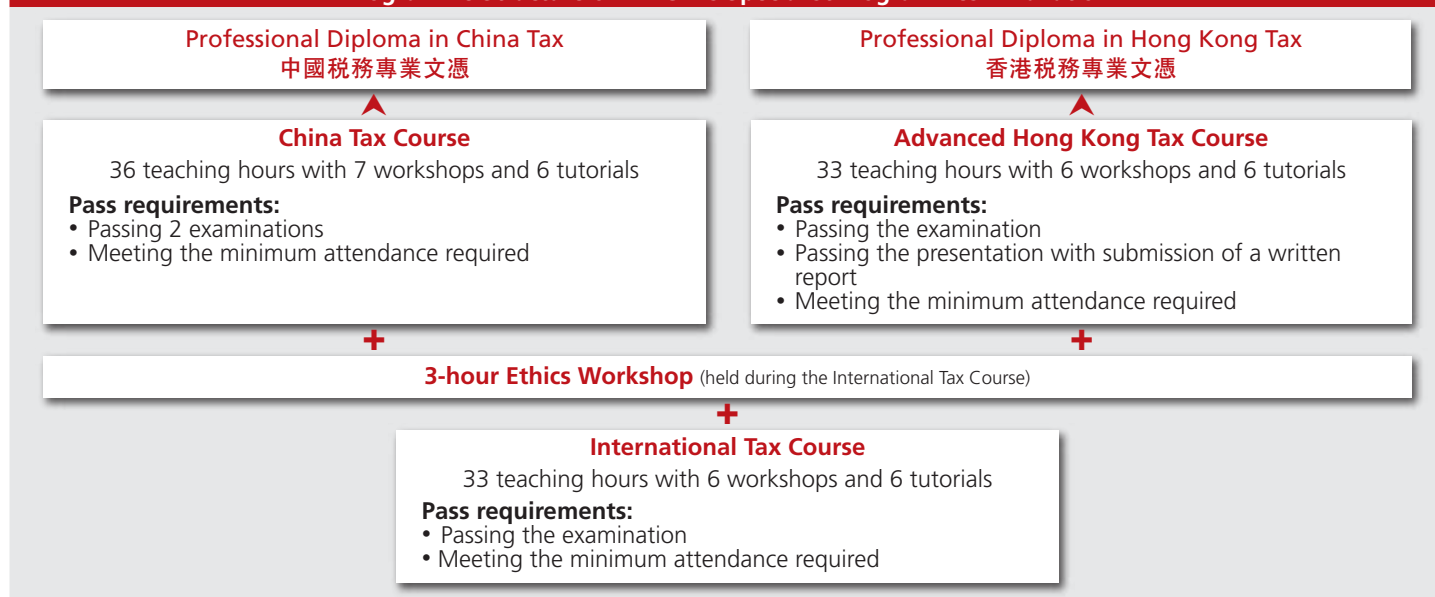 Professional Diploma in China Tax
中國税務專業文憑
Professional Diploma in Hong Kong Tax
香港税務專業文憑
China Tax Course
36 teaching hours with 7 workshops and 6 tutorials
Pass requirements:
• Passing 2 examinations
• Meeting the minimum attendance required
Advanced Hong Kong Tax Course
33 teaching hours with 6 workshops and 6 tutorials
Pass requirements:
• Passing the examination
• Passing the presentation with submission of a written
report
• Meeting the minimum attendance required
+
+
3-hour Ethics Workshop (held during the International Tax Course)
+
International Tax Course
33 teaching hours with 6 workshops and 6 tutorials
Pass requirements:
• Passing the examination
• Meeting the minimum attendance required